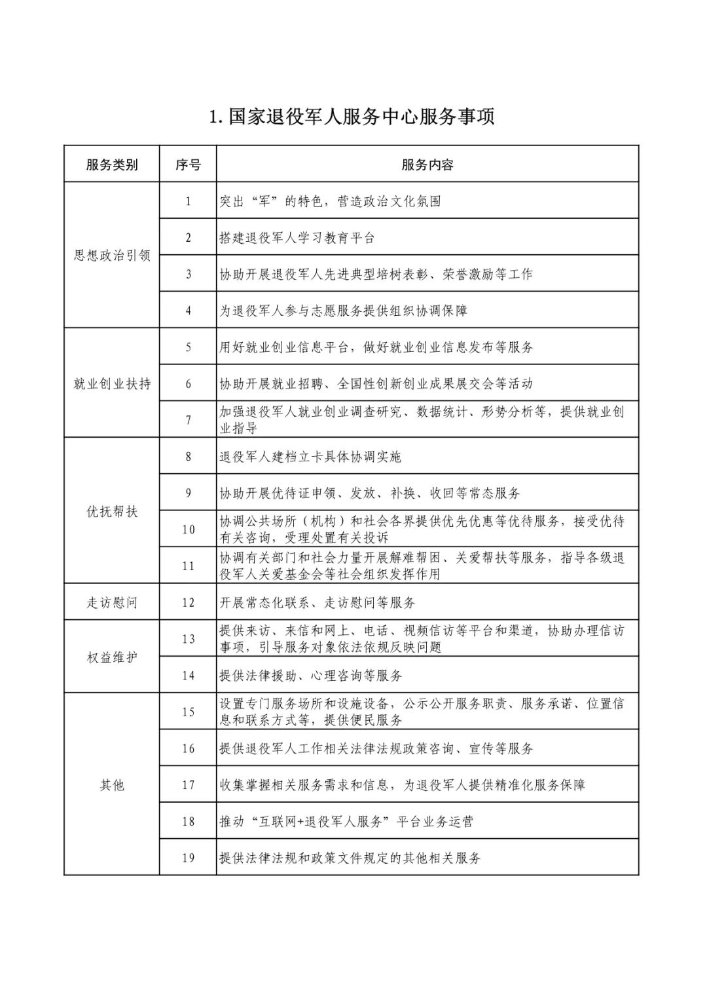 1.国家退役军人服务中心服务事项
服务类别 序号 服务内容
思想政治引领
1 突出“军”的特色，营造政治文化氛围
2 搭建退役军人学习教育平台
3 协助开展退役军人先进典型培树表彰、荣誉激励等工作
4 为退役军人参与志愿服务提供组织协调保障
就业创业扶持
5 用好就业创业信息平台，做好就业创业信息发布等服务
6 协助开展就业招聘、全国性创新创业成果展交会等活动
7 加强退役军人就业创业调查研究、数据统计、形势分析等，提供就业创
业指导
优抚帮扶
8 退役军人建档立卡具体协调实施
9 协助开展优待证申领、发放、补换、收回等常态服务
10 协调公共场所（机构）和社会各界提供优先优惠等优待服务，接受优待
有关咨询，受理处置有关投诉
11 协调有关部门和社会力量开展解难帮困、关爱帮扶等服务，指导各级退
役军人关爱基金会等社会组织发挥作用
走访慰问
12 开展常态化联系、走访慰问等服务
权益维护
13 提供来访、来信和网上、电话、视频信访等平台和渠道，协助办理信访
事项，引导服务对象依法依规反映问题
14 提供法律援助、心理咨询等服务
其他
15 设置专门服务场所和设施设备，公示公开服务职责、服务承诺、位置信
息和联系方式等，提供便民服务
16 提供退役军人工作相关法律法规政策咨询、宣传等服务
17 收集掌握相关服务需求和信息，为退役军人提供精准化服务保障
18 推动“互联网+退役军人服务”平台业务运营
19 提供法律法规和政策文件规定的其他相关服务